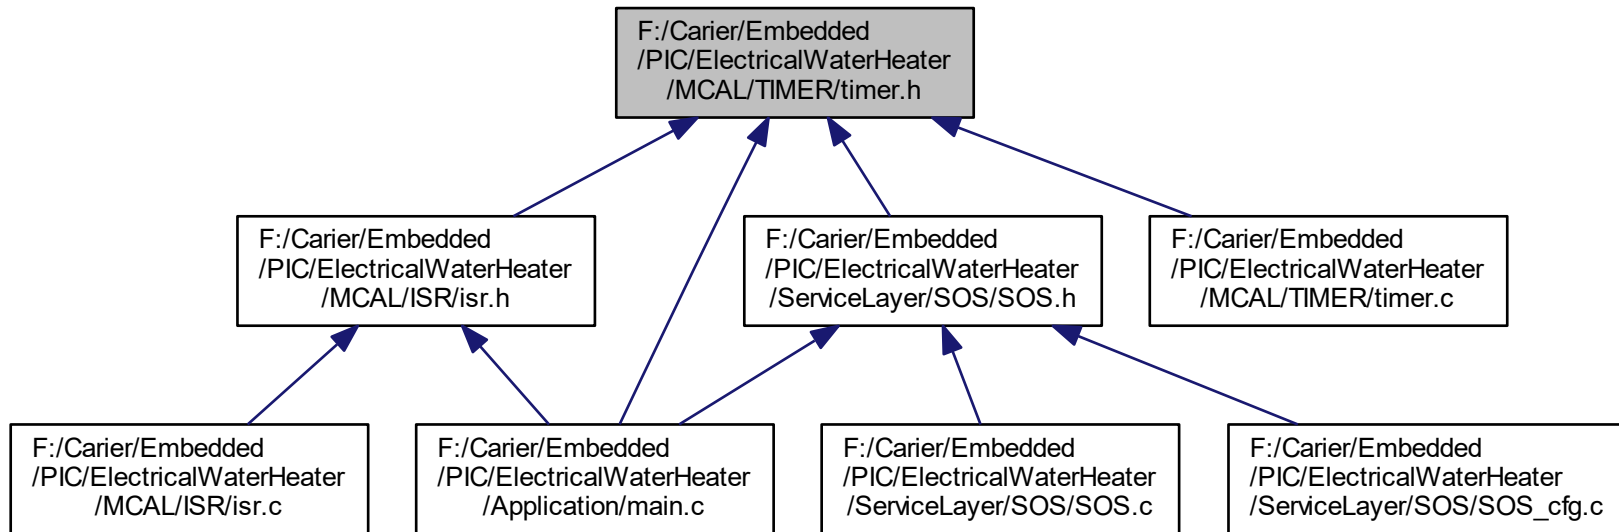 F:/Carier/Embedded
/PIC/ElectricalWaterHeater
/MCAL/TIMER/timer.h
F:/Carier/Embedded
/PIC/ElectricalWaterHeater
/MCAL/ISR/isr.h
F:/Carier/Embedded
/PIC/ElectricalWaterHeater
/ServiceLayer/SOS/SOS.h
F:/Carier/Embedded
/PIC/ElectricalWaterHeater
/MCAL/TIMER/timer.c
F:/Carier/Embedded
/PIC/ElectricalWaterHeater
/MCAL/ISR/isr.c
F:/Carier/Embedded
/PIC/ElectricalWaterHeater
/Application/main.c
F:/Carier/Embedded
/PIC/ElectricalWaterHeater
/ServiceLayer/SOS/SOS.c
F:/Carier/Embedded
/PIC/ElectricalWaterHeater
/ServiceLayer/SOS/SOS_cfg.c